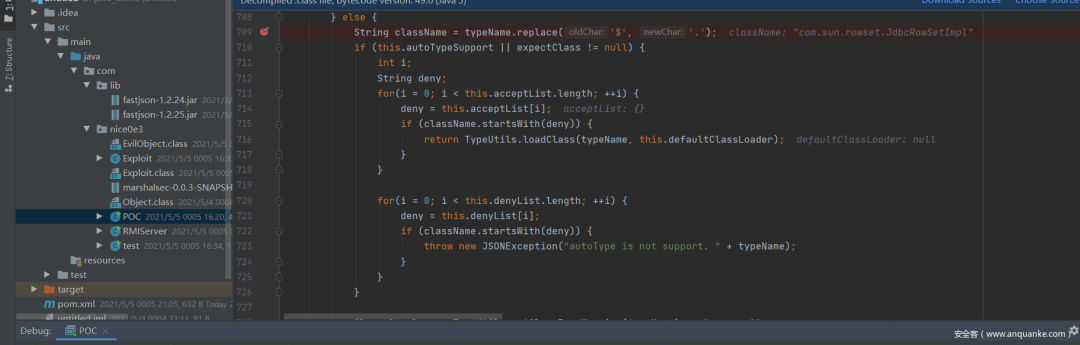 Decompiled .class file, bytecode version: 49.0 (Java 5)
Download Sources
Choose Sources
1:
Z: Structure
.idea
src
main
java
com
lib
fastjson-1.2.24.jar 2021/3/
fastjson-1.2.25.jar 2021/3/
nice0e3
EvilObject.class 2021/5/5 0
Exploit 2021/5/5 0005 16:3
Exploit.class 2021/5/5 0005
marshalsec-0.0.3-SNAPSH
Object.class 2021/5/4 0004
POC 2021/5/5 0005 16:20, 4
RMIServer 2021/5/5 0005
test 2021/5/5 0005 16:34, 1
resources
test
target
pom.xml 2021/5/5 0005 21:05, 632 B Today 2
untitled.iml 2021/5/4 0004 23:11, 81 B
708 } else {
709 String className = typeName.replace( oldChar: '$', newChar: '.'); className: "com.sun.rowset.JdbcRowSetImpl"
710 if (this.autoTypeSupport || expectClass != null) {
711 int i;
712 String deny;
713 for(i = 0; i < this.acceptList.length; ++i) {
714 deny = this.acceptList[i]; acceptList: {}
715 if (className.startsWith(deny)) {
716 return TypeUtils.loadClass(typeName, this.defaultClassLoader); defaultClassLoader: null
717 }
718 }
719
720 for(i = 0; i < this.denyList.length; ++i) {
721 deny = this.denyList[i];
722 if (className.startsWith(deny)) {
723 throw new JSONException("autoType is not support. " + typeName);
724 }
725 }
726 }
727
Debug: POC ×
安全客（www.anquanke.com）